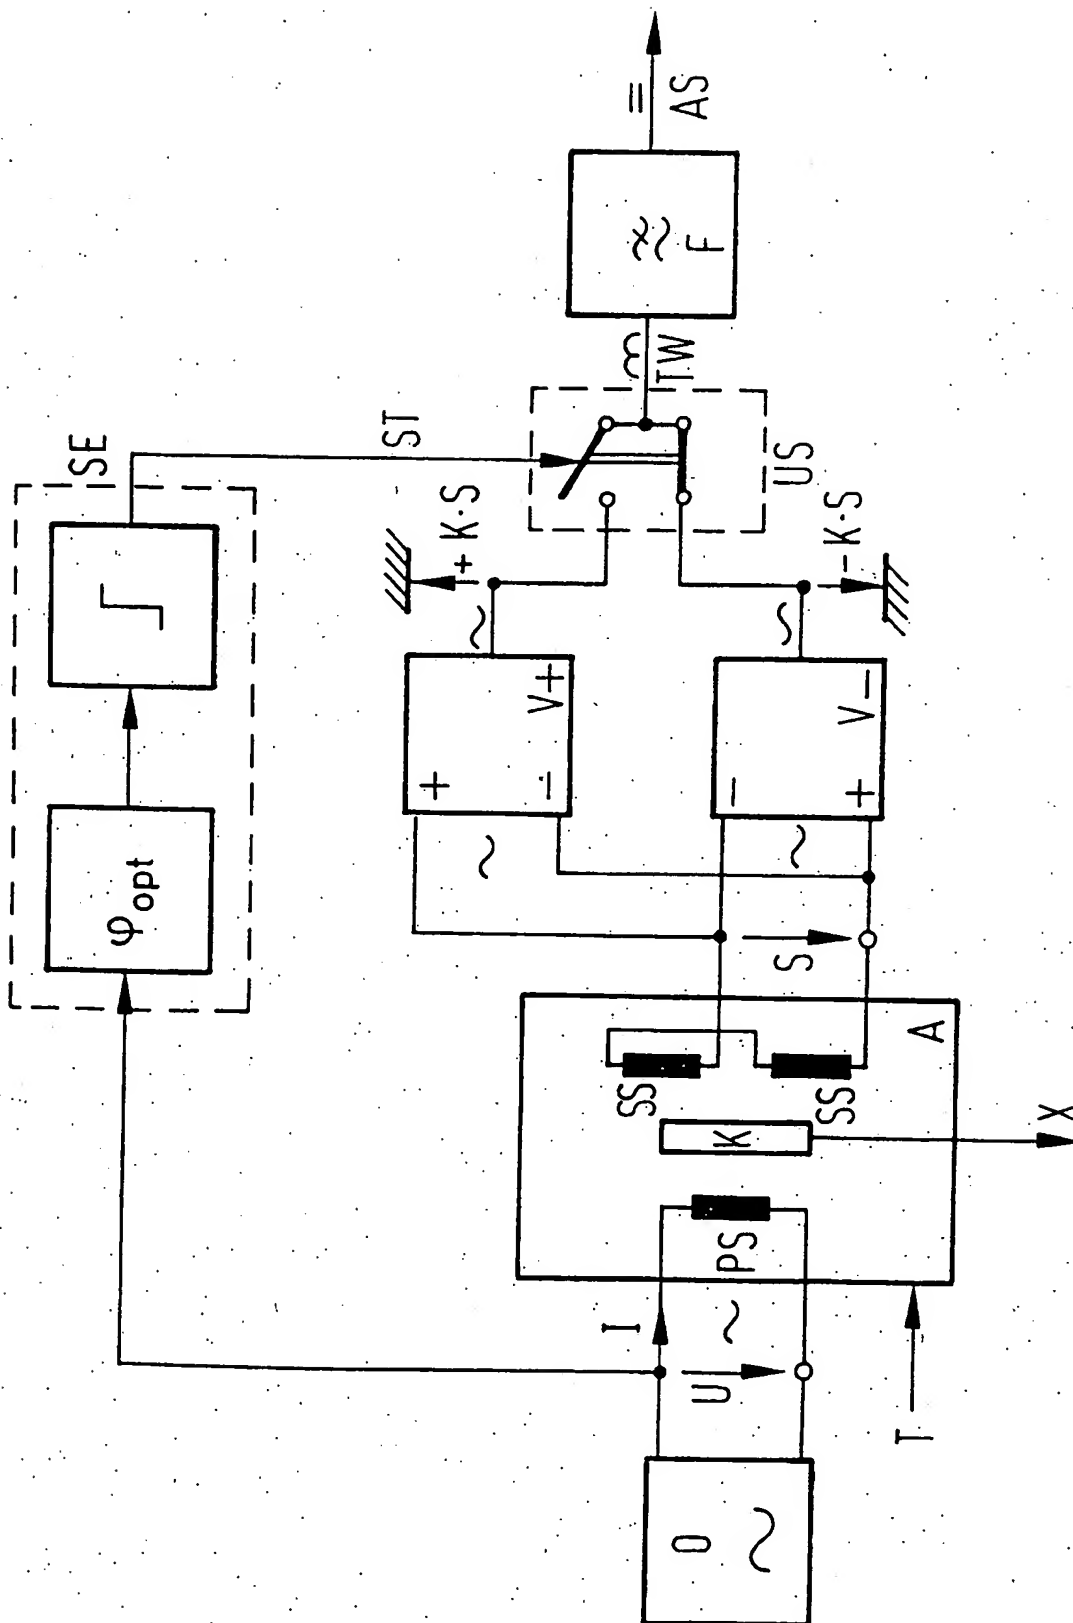 SE
φopt
ST
AS
=
F
TW
US
+ K·S
- K·S
~
~
+
-
V+
-
+
V-
~
~
S
A
SS
SS
K
PS
X
I
U
~
T
O
~